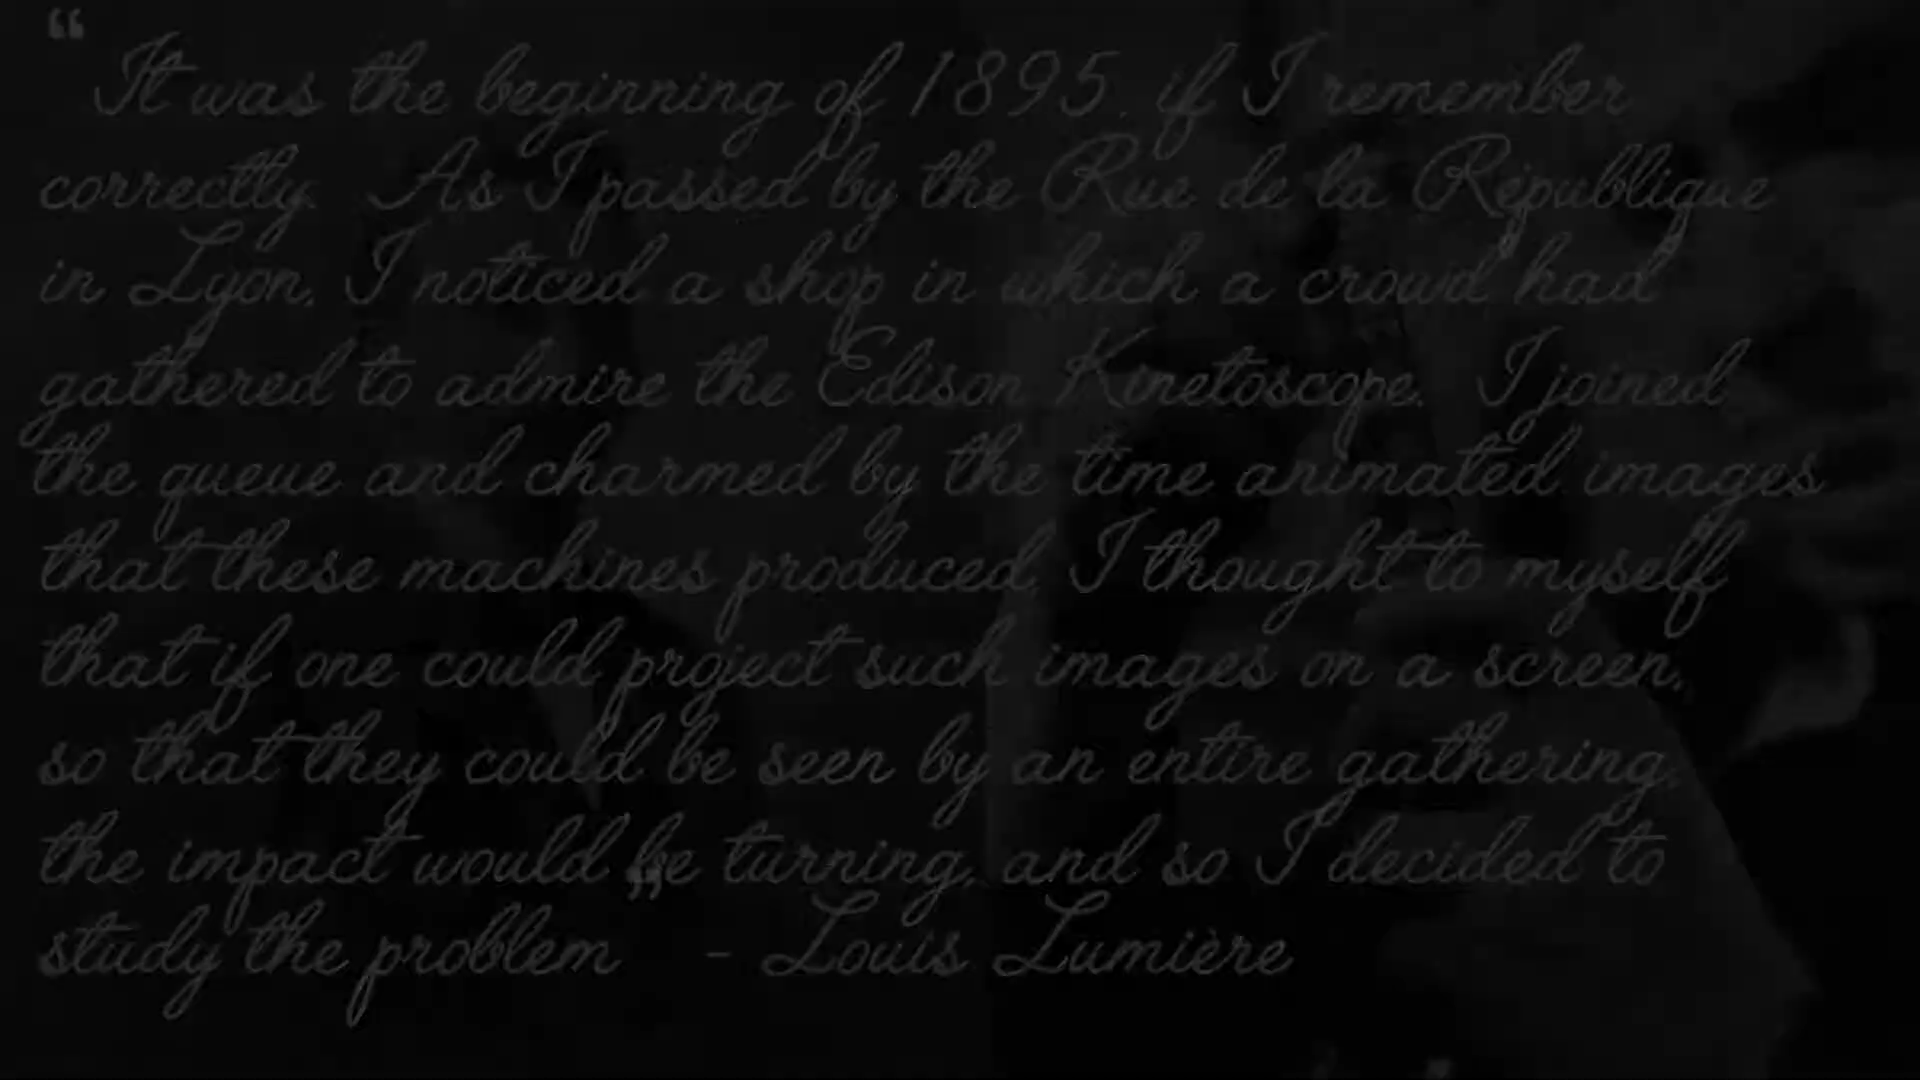 “
It was the beginning of 1895, if I remember
correctly. As I passed by the Rue de la République
in Lyon, I noticed a shop in which a crowd had
gathered to admire the Edison Kinetoscope. I joined
the queue and charmed by the time animated images
that these machines produced, I thought to myself
that if one could project such images on a screen,
so that they could be seen by an entire gathering,
the impact would be turning, and so I decided to
study the problem ” - Louis Lumière